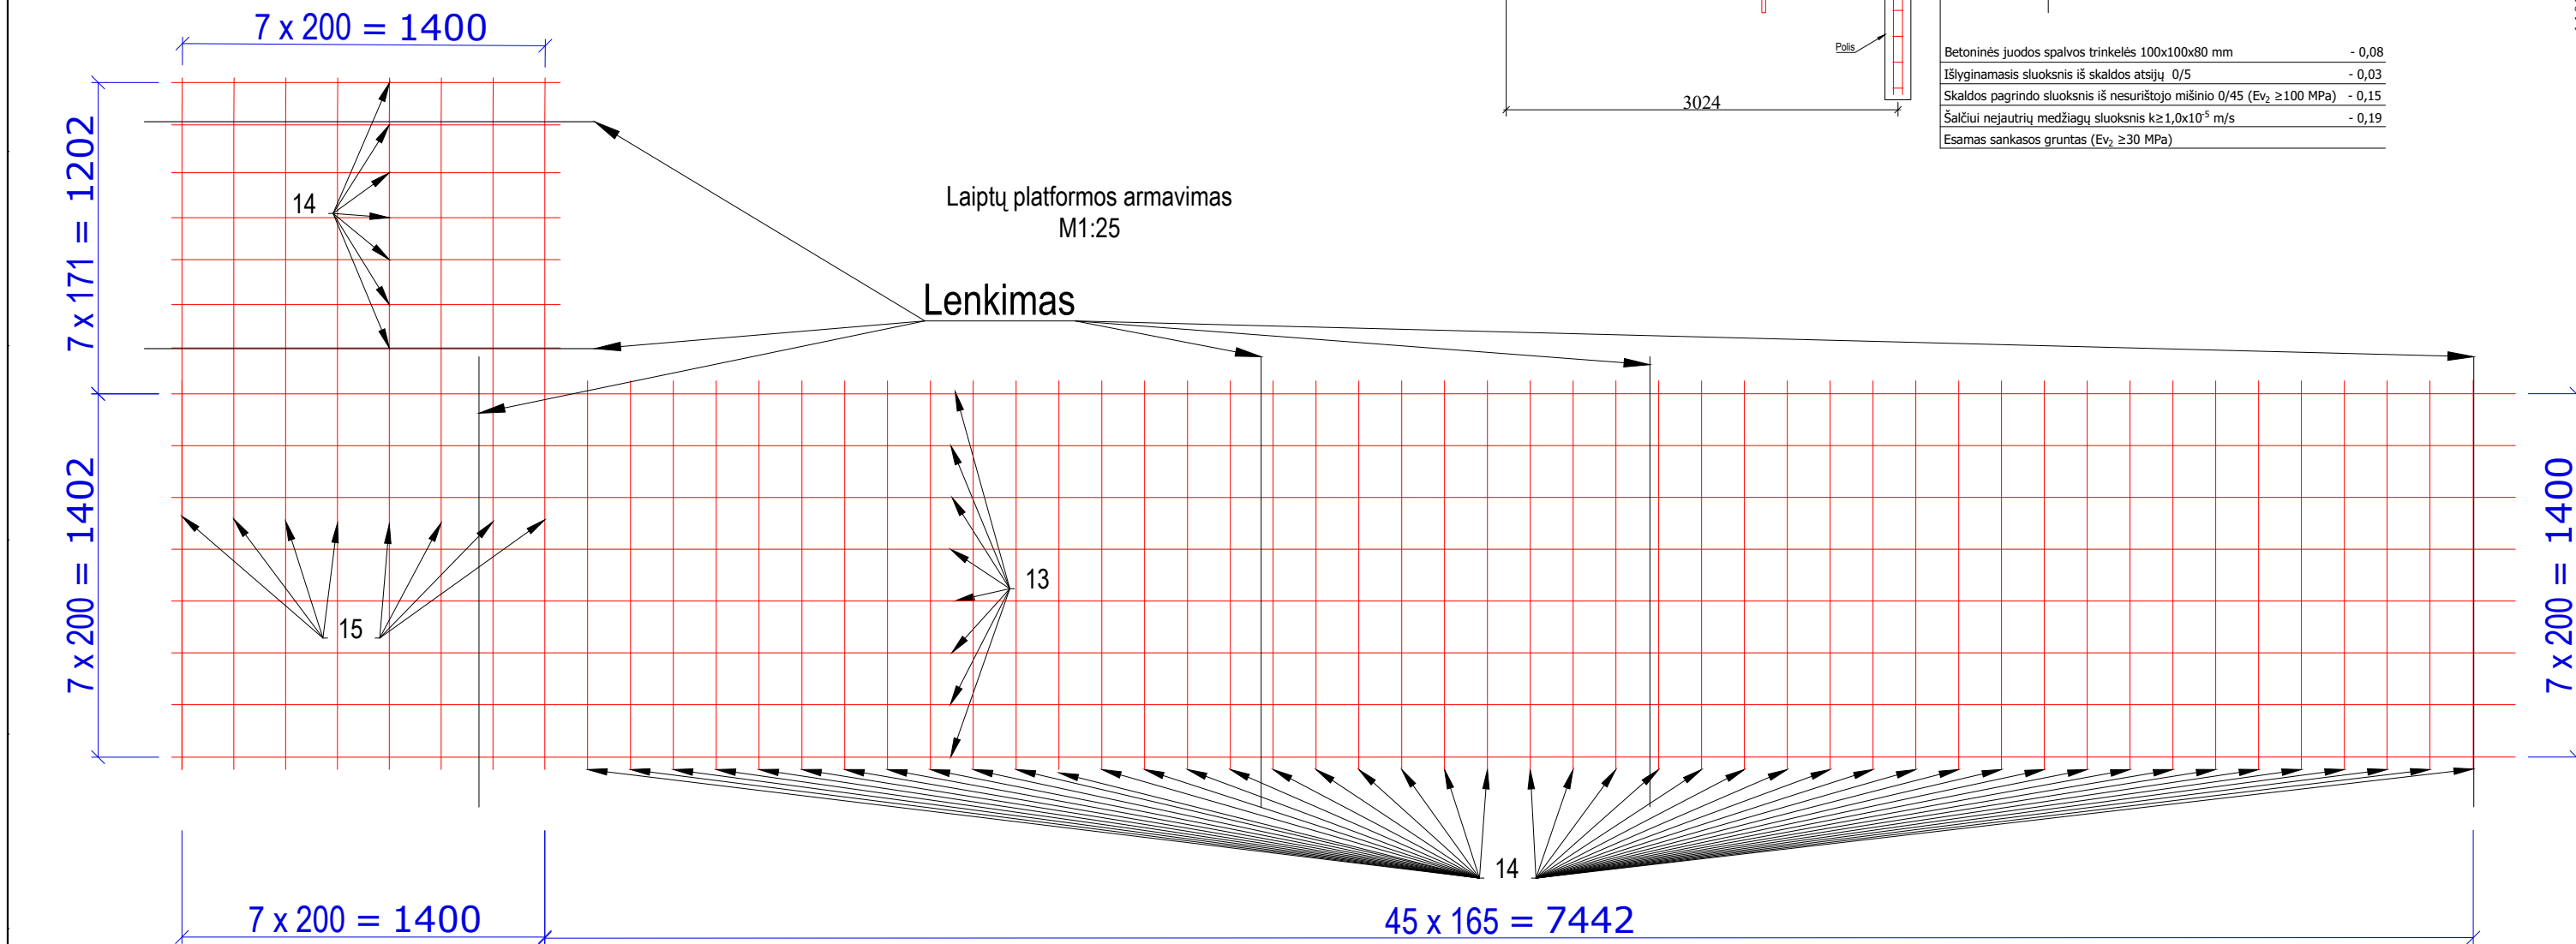 7 x 200 = 1400
Polis
3024
Betoninės juodos spalvos trinkelės 100x100x80 mm - 0,08
Išlyginamasis sluoksnis iš skaldos atsijų 0/5 - 0,03
Skaldos pagrindo sluoksnis iš nesurištojo mišinio 0/45 (Ev₂ ≥100 MPa) - 0,15
Šalčiui nejautrių medžiagų sluoksnis k≥1,0x10⁻⁵ m/s - 0,19
Esamas sankasos gruntas (Ev₂ ≥30 MPa)
7 x 171 = 1202
14
Laiptų platformos armavimas
M1:25
Lenkimas
7 x 200 = 1402
13
15
7 x 200 = 1400
14
7 x 200 = 1400
45 x 165 = 7442